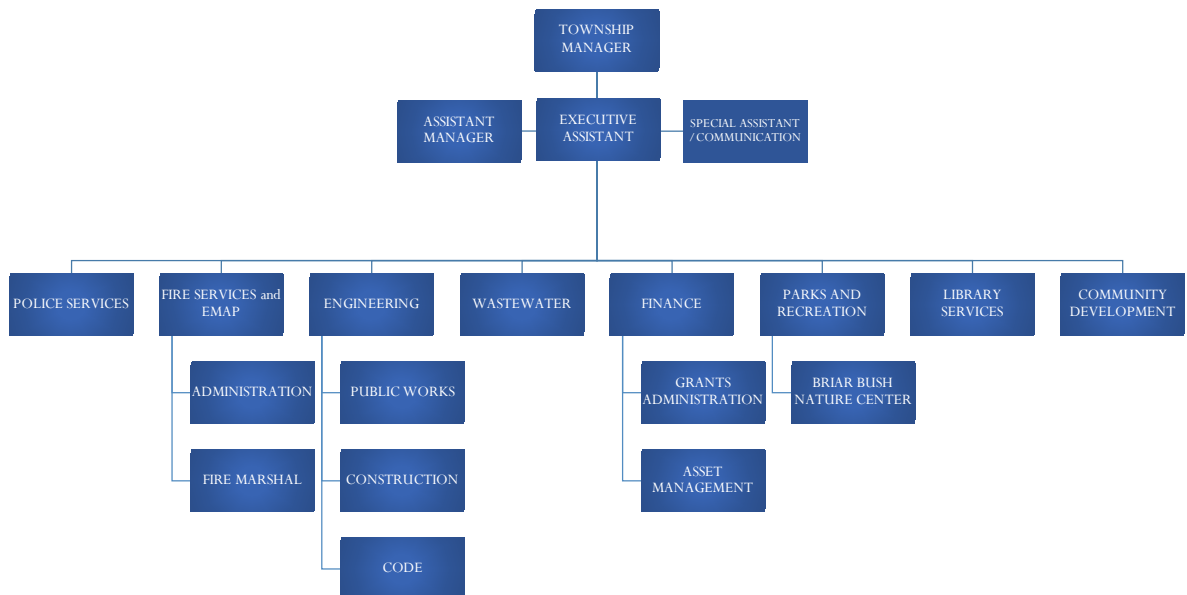 TOWNSHIP
MANAGER
ASSISTANT
MANAGER
EXECUTIVE
ASSISTANT
SPECIAL ASSISTANT
/COMMUNICATION
POLICE SERVICES
FIRE SERVICES and
EMAP
ENGINEERING
WASTEWATER
FINANCE
PARKS AND
RECREATION
LIBRARY
SERVICES
COMMUNITY
DEVELOPMENT
ADMINISTRATION
PUBLIC WORKS
GRANTS
ADMINISTRATION
BRIAR BUSH
NATURE CENTER
FIRE MARSHAL
CONSTRUCTION
ASSET
MANAGEMENT
CODE